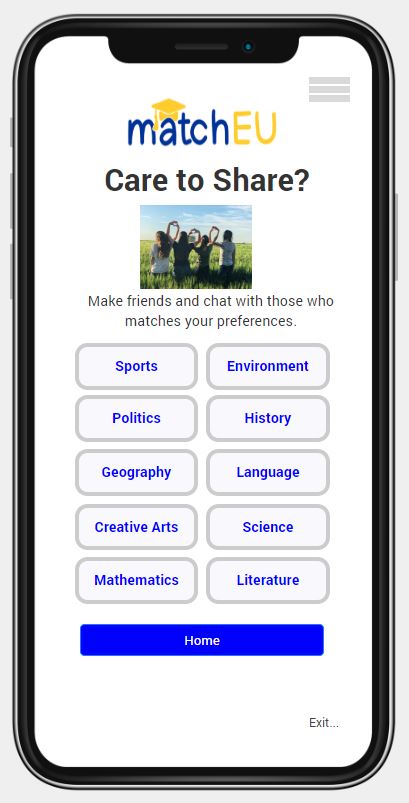 matchEU
Care to Share?
Make friends and chat with those who
matches your preferences.
Sports
Environment
Politics
History
Geography
Language
Creative Arts
Science
Mathematics
Literature
Home
Exit...